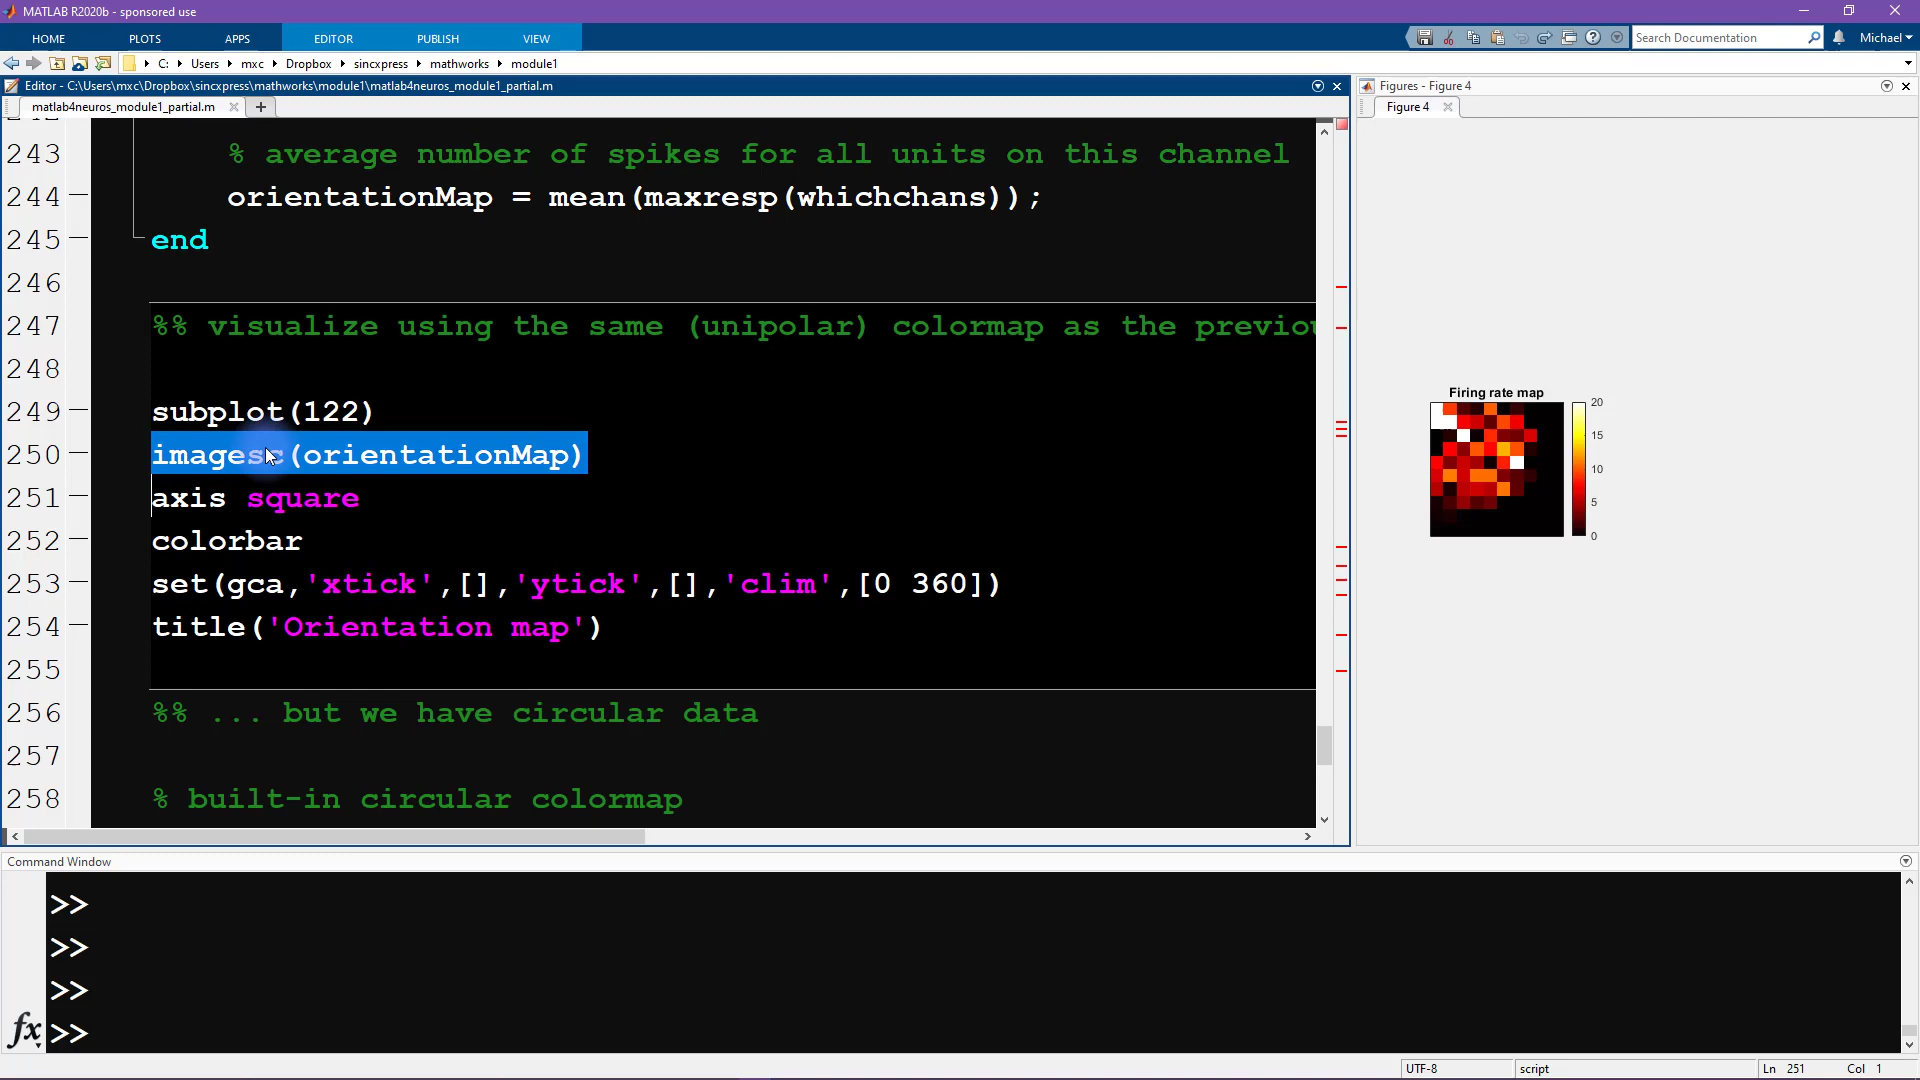 MATLAB R2020b - sponsored use
HOME PLOTS APPS EDITOR PUBLISH VIEW
Search Documentation
Michael
C: Users mxc Dropbox sincxpress mathworks module1
Editor - C:\Users\mxc\Dropbox\sincxpress\mathworks\module1\matlab4neuros_module1_partial.m
matlab4neuros_module1_partial.m
243 % average number of spikes for all units on this channel
244 orientationMap = mean(maxresp(whichchans));
245 end
246
247 %% visualize using the same (unipolar) colormap as the previou
248
249 subplot(122)
250 imagesc(orientationMap)
251 axis square
252 colorbar
253 set(gca,'xtick',[],'ytick',[],'clim',[0 360])
254 title('Orientation map')
255
256 %% ... but we have circular data
257
258 % built-in circular colormap
Figures - Figure 4
Figure 4
Firing rate map
20
15
10
5
0
Command Window
>>
>>
>>
fx >>
UTF-8 script Ln 251 Col 1